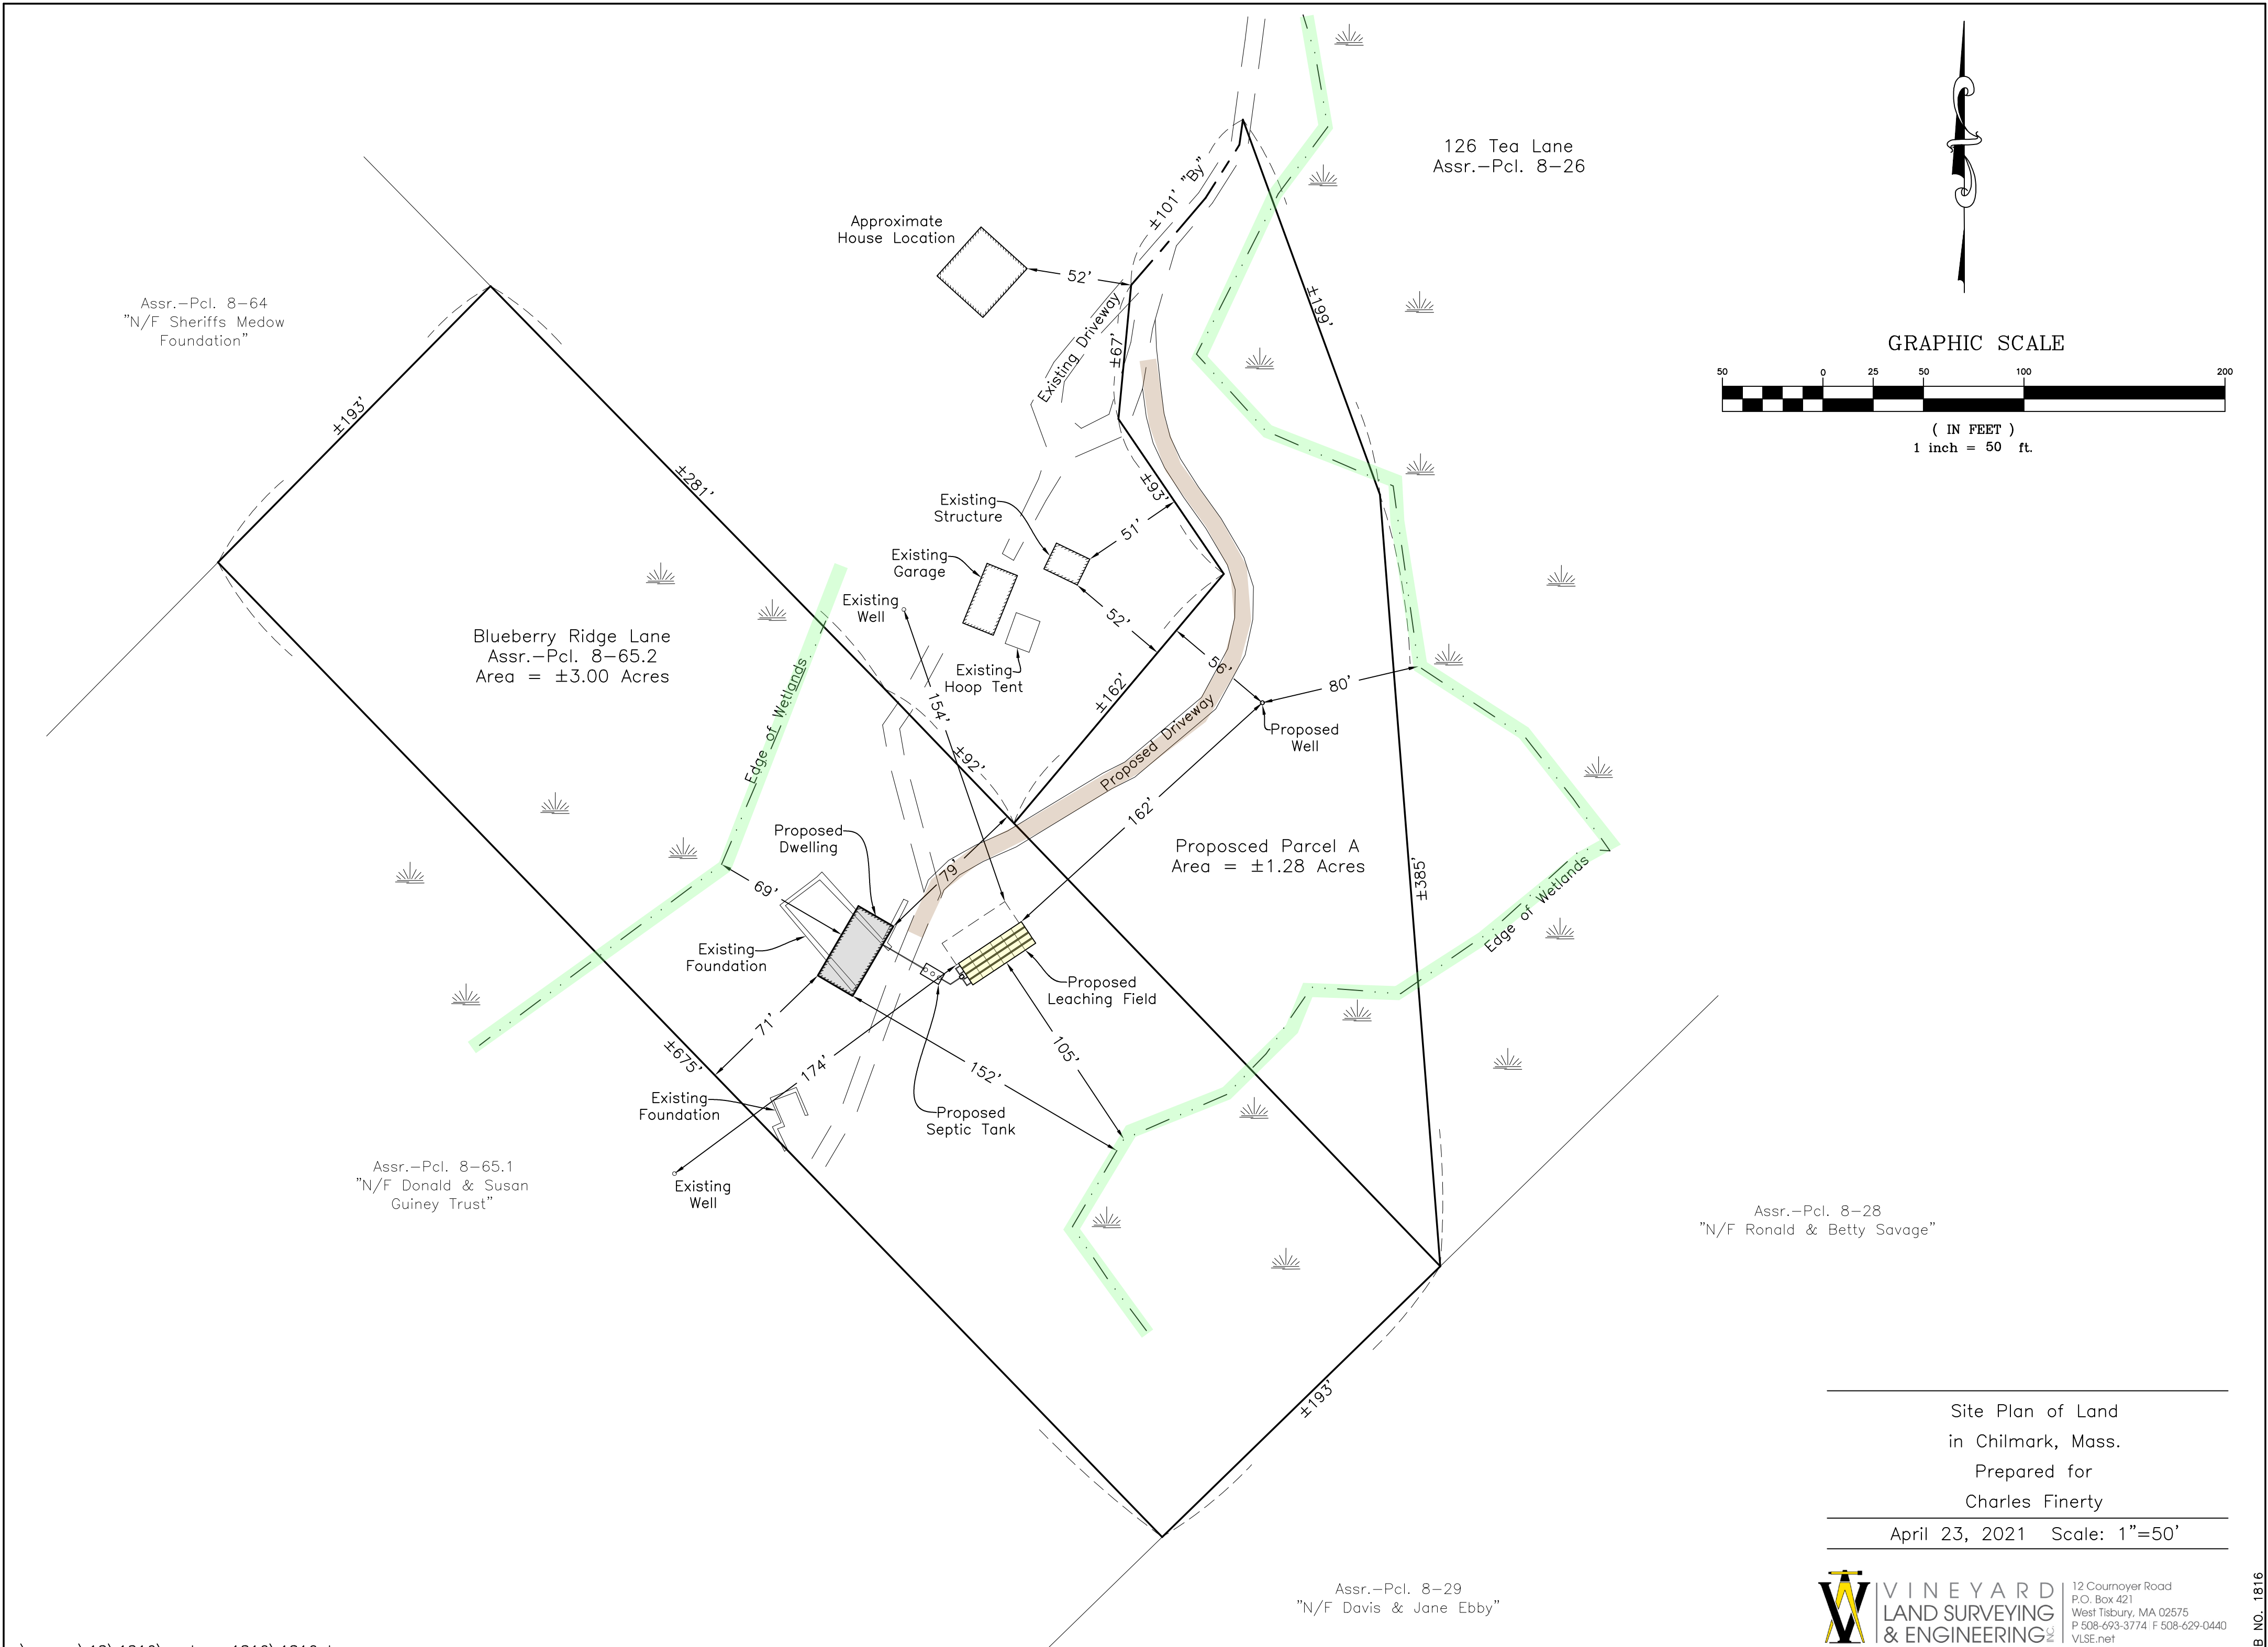 126 Tea Lane
Assr.-Pcl. 8-26
GRAPHIC SCALE
50 0 25 50 100 200
( IN FEET )
1 inch = 50 ft.
Approximate
House Location
±101' "By"
52'
±199'
Existing Driveway
±67'
Assr.-Pcl. 8-64
"N/F Sheriffs Medow
Foundation"
±193'
±281'
±93'
Existing
Structure
51'
Existing
Garage
Existing
Well
52'
Existing
Hoop Tent
Blueberry Ridge Lane
Assr.-Pcl. 8-65.2
Area = ±3.00 Acres
Edge of Wetlands
154'
±162'
56'
80'
Proposed
Well
±92'
Proposed Driveway
162'
Proposced Parcel A
Area = ±1.28 Acres
±385'
Edge of Wetlands
Proposed
Dwelling
79'
69'
Existing
Foundation
Proposed
Leaching Field
71'
±675'
174'
152'
105'
Existing
Foundation
Proposed
Septic Tank
Assr.-Pcl. 8-65.1
"N/F Donald & Susan
Guiney Trust"
Existing
Well
Assr.-Pcl. 8-28
"N/F Ronald & Betty Savage"
±193'
Assr.-Pcl. 8-29
"N/F Davis & Jane Ebby"
Site Plan of Land
in Chilmark, Mass.
Prepared for
Charles Finerty
April 23, 2021 Scale: 1"=50'
VINEYARD
LAND SURVEYING
& ENGINEERING INC.
12 Cournoyer Road
P.O. Box 421
West Tisbury, MA 02575
P 508-693-3774 F 508-629-0440
VLSE.net
NO. 1816